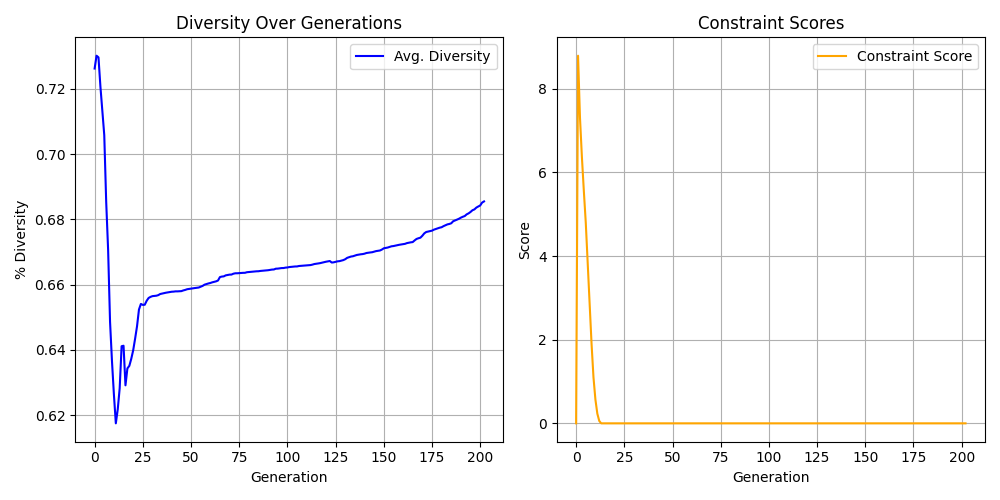 Diversity Over Generations
Avg. Diversity
0.72
0.70
0.68
0.66
0.64
0.62
% Diversity
0 25 50 75 100 125 150 175 200
Generation
Constraint Scores
Constraint Score
8
6
4
2
0
Score
0 25 50 75 100 125 150 175 200
Generation